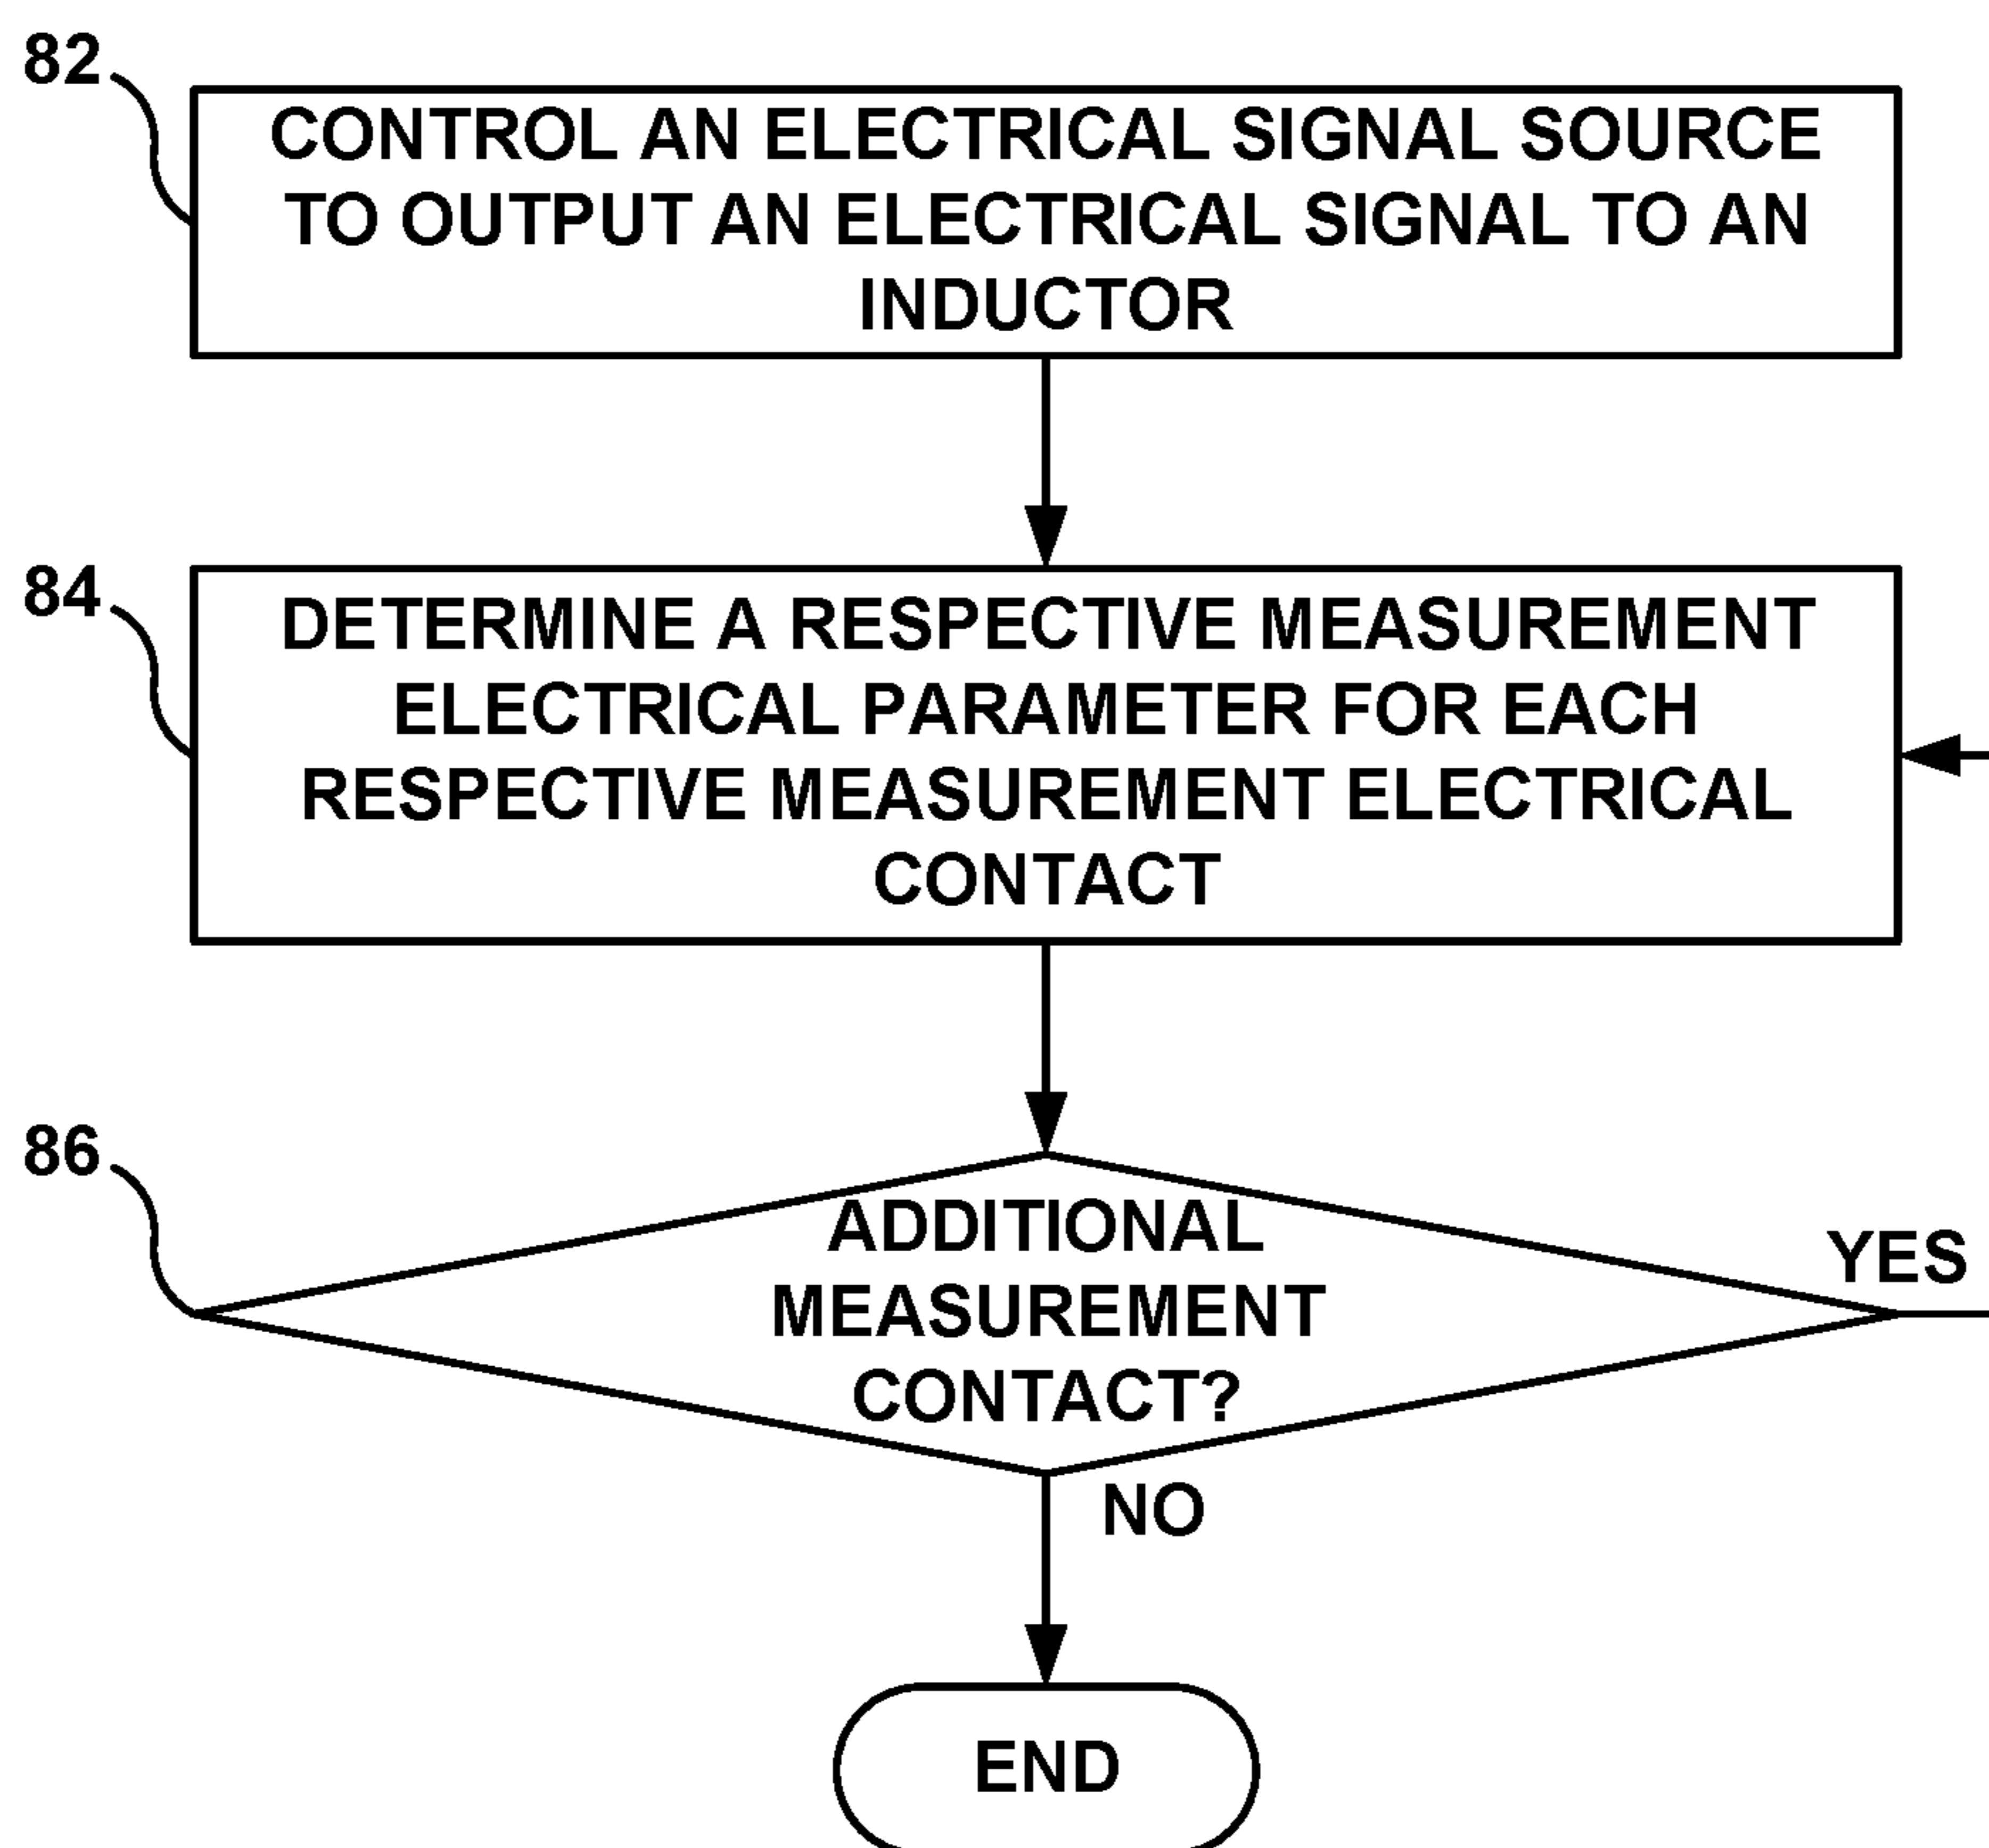 82
CONTROL AN ELECTRICAL SIGNAL SOURCE
TO OUTPUT AN ELECTRICAL SIGNAL TO AN
INDUCTOR
84
DETERMINE A RESPECTIVE MEASUREMENT
ELECTRICAL PARAMETER FOR EACH
RESPECTIVE MEASUREMENT ELECTRICAL
CONTACT
86
ADDITIONAL
MEASUREMENT
CONTACT?
YES
NO
END